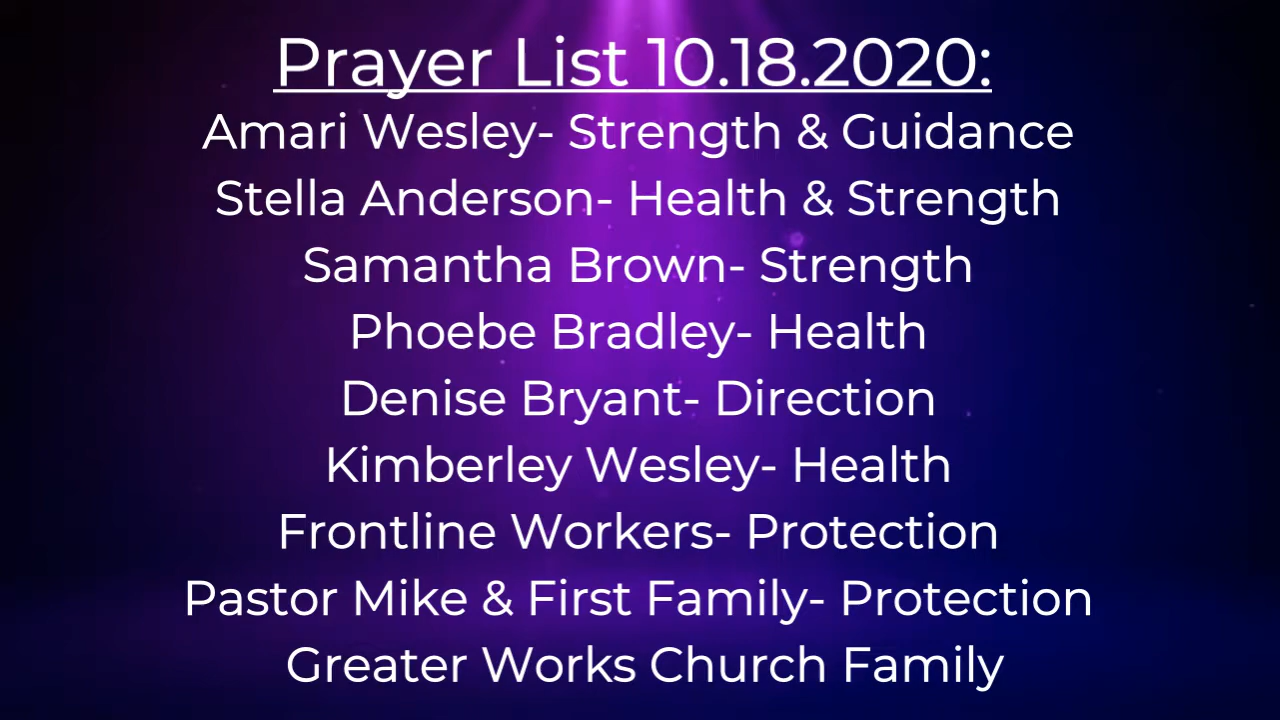 Prayer List 10.18.2020:
Amari Wesley- Strength & Guidance
Stella Anderson- Health & Strength
Samantha Brown- Strength
Phoebe Bradley- Health
Denise Bryant- Direction
Kimberley Wesley- Health
Frontline Workers- Protection
Pastor Mike & First Family- Protection
Greater Works Church Family